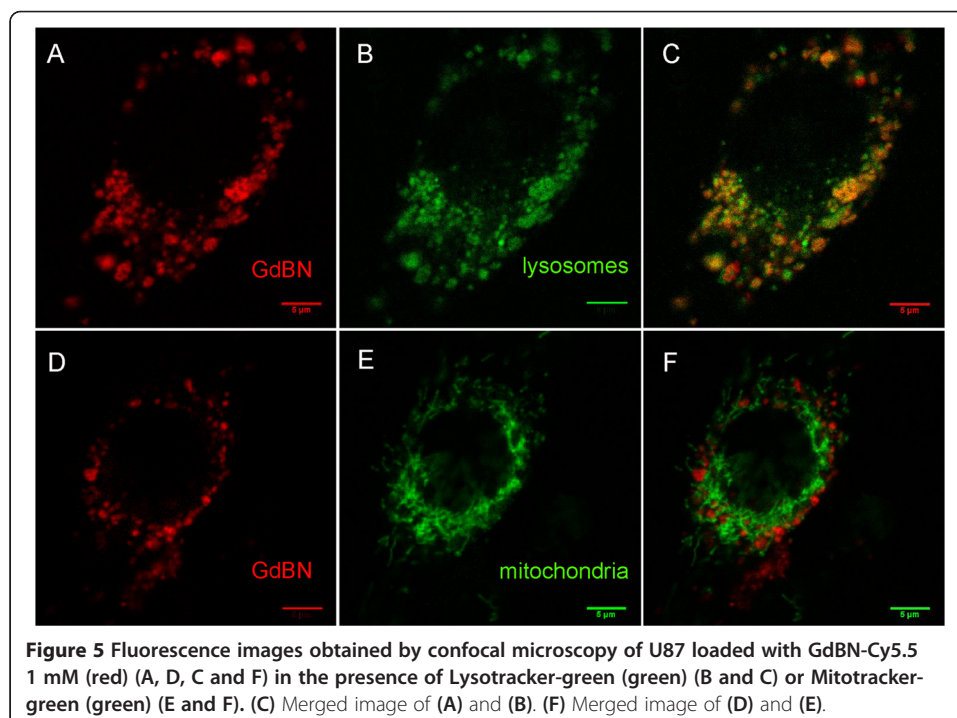 A
B
C
GdBN
lysosomes
5 µm
5 µm
D
E
F
GdBN
mitochondria
5 µm
5 µm
Figure 5 Fluorescence images obtained by confocal microscopy of U87 loaded with GdBN-Cy5.5
1 mM (red) (A, D, C and F) in the presence of Lysotracker-green (green) (B and C) or Mitotracker-
green (green) (E and F). (C) Merged image of (A) and (B). (F) Merged image of (D) and (E).